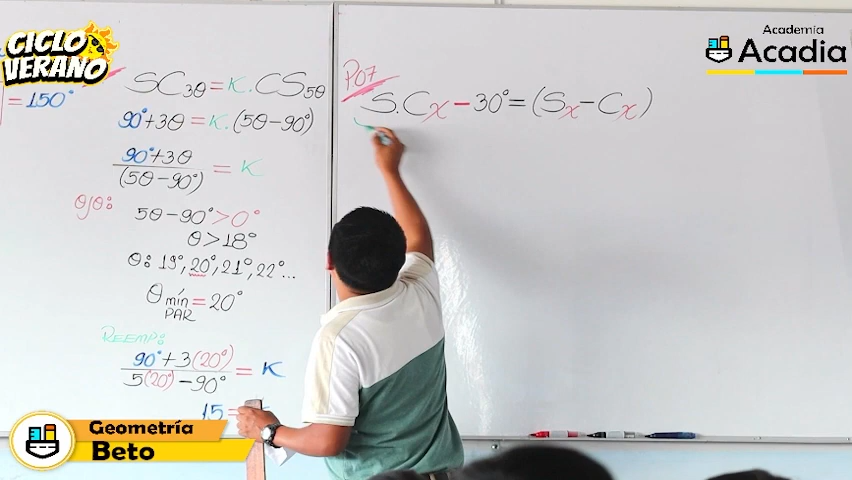 CICLO
VERANO
= 150°
SC3θ = K. CS5θ
90° + 3θ = K. (5θ - 90°)
90° + 3θ
(5θ - 90°)
= K
OJO:
5θ - 90° > 0°
θ > 18°
θ: 19°, 20°, 21°, 22°...
θ mín = 20°
PAR
REEMP:
90° + 3(20°)
5(20°) - 90°
= K
15 =
P07
S.Cx - 30° = (Sx - Cx)
Academia
Acadia
Geometría
Beto